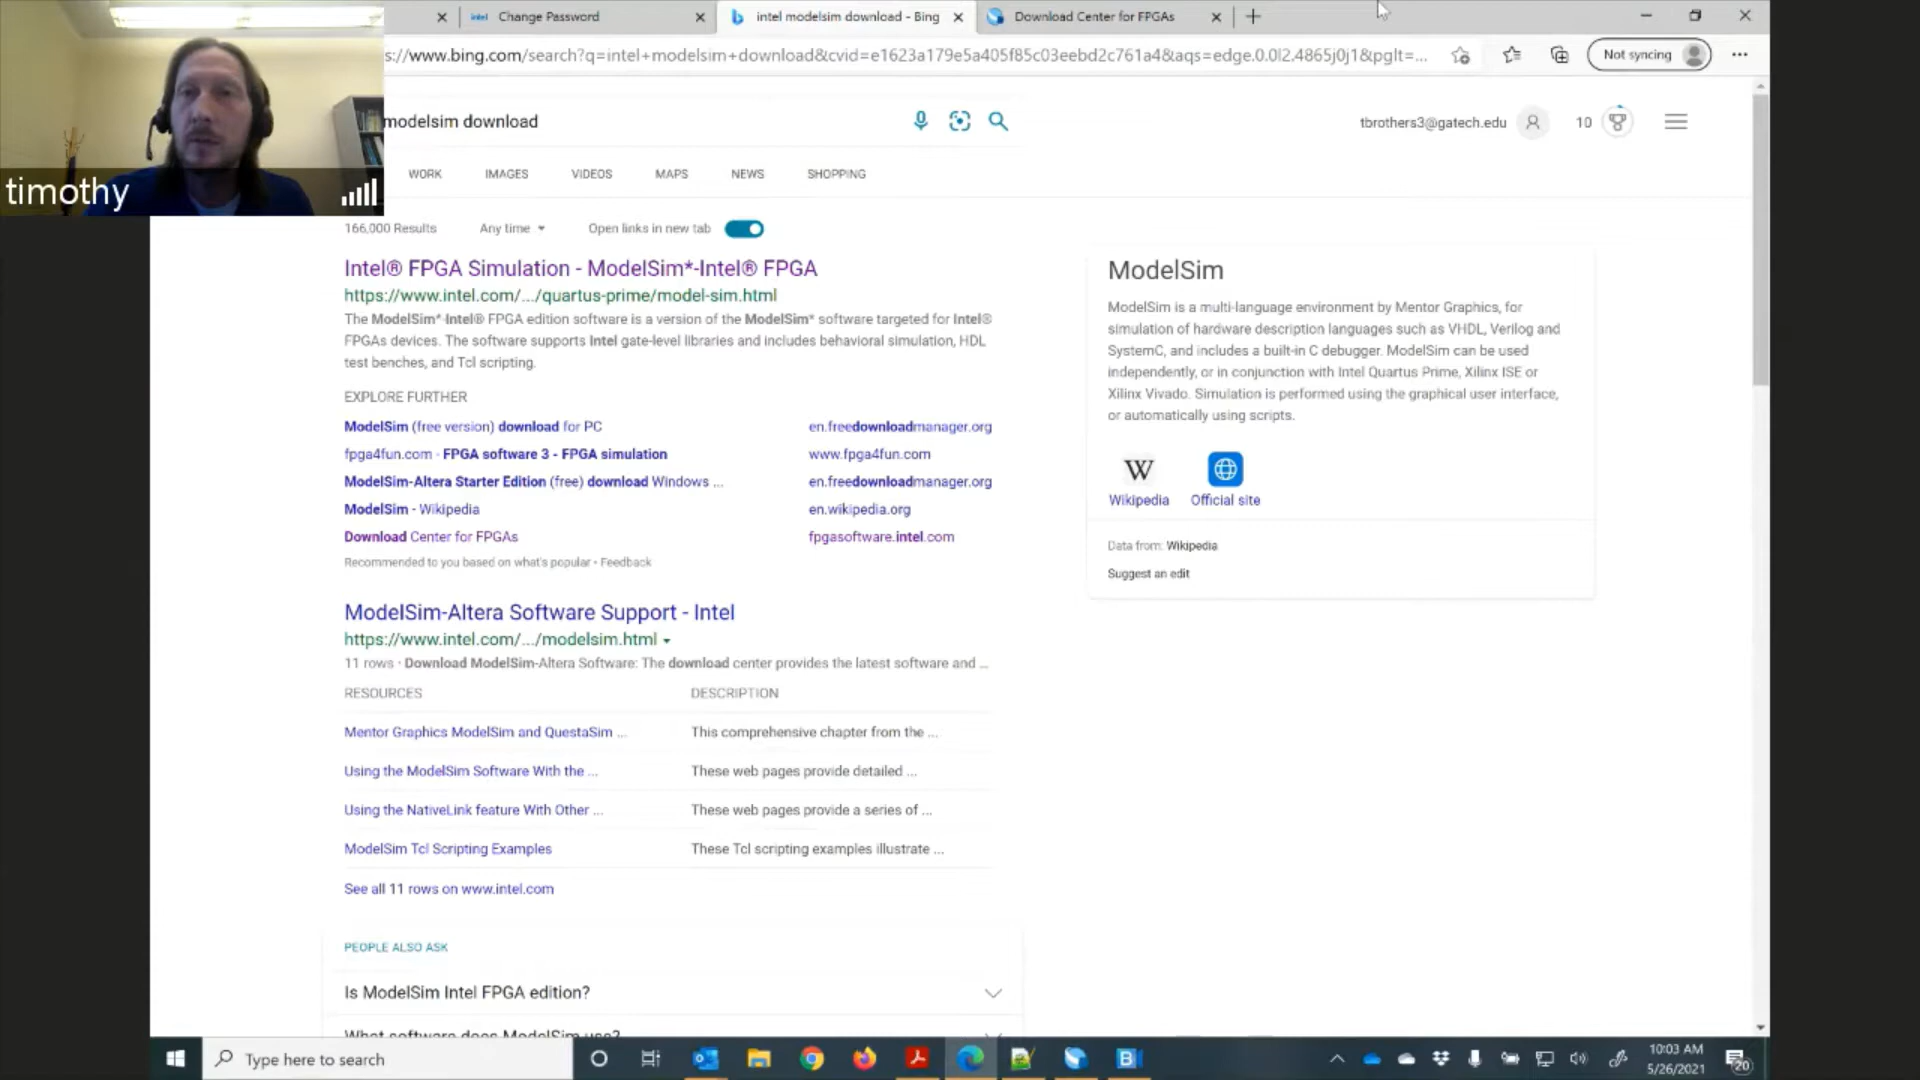 intel Change Password
intel modelsim download - Bing
Download Center for FPGAs
s://www.bing.com/search?q=intel+modelsim+download&cvid=e1623a179e5a405f85c03eebd2c761a4&aqs=edge.0.0l2.4865j0j1&pglt=...
Not syncing
modelsim download
tbrothers3@gatech.edu
10
timothy
WORK IMAGES VIDEOS MAPS NEWS SHOPPING
166,000 Results Any time Open links in new tab
Intel® FPGA Simulation - ModelSim*-Intel® FPGA
https://www.intel.com/.../quartus-prime/model-sim.html
The ModelSim*-Intel® FPGA edition software is a version of the ModelSim* software targeted for Intel®
FPGAs devices. The software supports Intel gate-level libraries and includes behavioral simulation, HDL
test benches, and Tcl scripting.
EXPLORE FURTHER
ModelSim (free version) download for PC en.freedownloadmanager.org
fpga4fun.com - FPGA software 3 - FPGA simulation www.fpga4fun.com
ModelSim-Altera Starter Edition (free) download Windows ... en.freedownloadmanager.org
ModelSim - Wikipedia en.wikipedia.org
Download Center for FPGAs fpgasoftware.intel.com
Recommended to you based on what's popular • Feedback
ModelSim-Altera Software Support - Intel
https://www.intel.com/.../modelsim.html
11 rows · Download ModelSim-Altera Software: The download center provides the latest software and ...
RESOURCES DESCRIPTION
Mentor Graphics ModelSim and QuestaSim ... This comprehensive chapter from the ...
Using the ModelSim Software With the ... These web pages provide detailed ...
Using the NativeLink feature With Other ... These web pages provide a series of ...
ModelSim Tcl Scripting Examples These Tcl scripting examples illustrate ...
See all 11 rows on www.intel.com
PEOPLE ALSO ASK
Is ModelSim Intel FPGA edition?
What software does ModelSim use?
ModelSim
ModelSim is a multi-language environment by Mentor Graphics, for
simulation of hardware description languages such as VHDL, Verilog and
SystemC, and includes a built-in C debugger. ModelSim can be used
independently, or in conjunction with Intel Quartus Prime, Xilinx ISE or
Xilinx Vivado. Simulation is performed using the graphical user interface,
or automatically using scripts.
W
Wikipedia Official site
Data from: Wikipedia
Suggest an edit
Type here to search
10:03 AM
5/26/2021
20